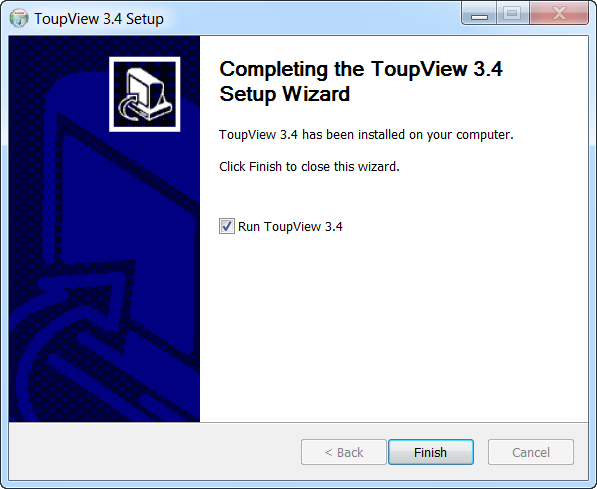 ToupView 3.4 Setup
Completing the ToupView 3.4
Setup Wizard
ToupView 3.4 has been installed on your computer.
Click Finish to close this wizard.
Run ToupView 3.4
< Back
Finish
Cancel